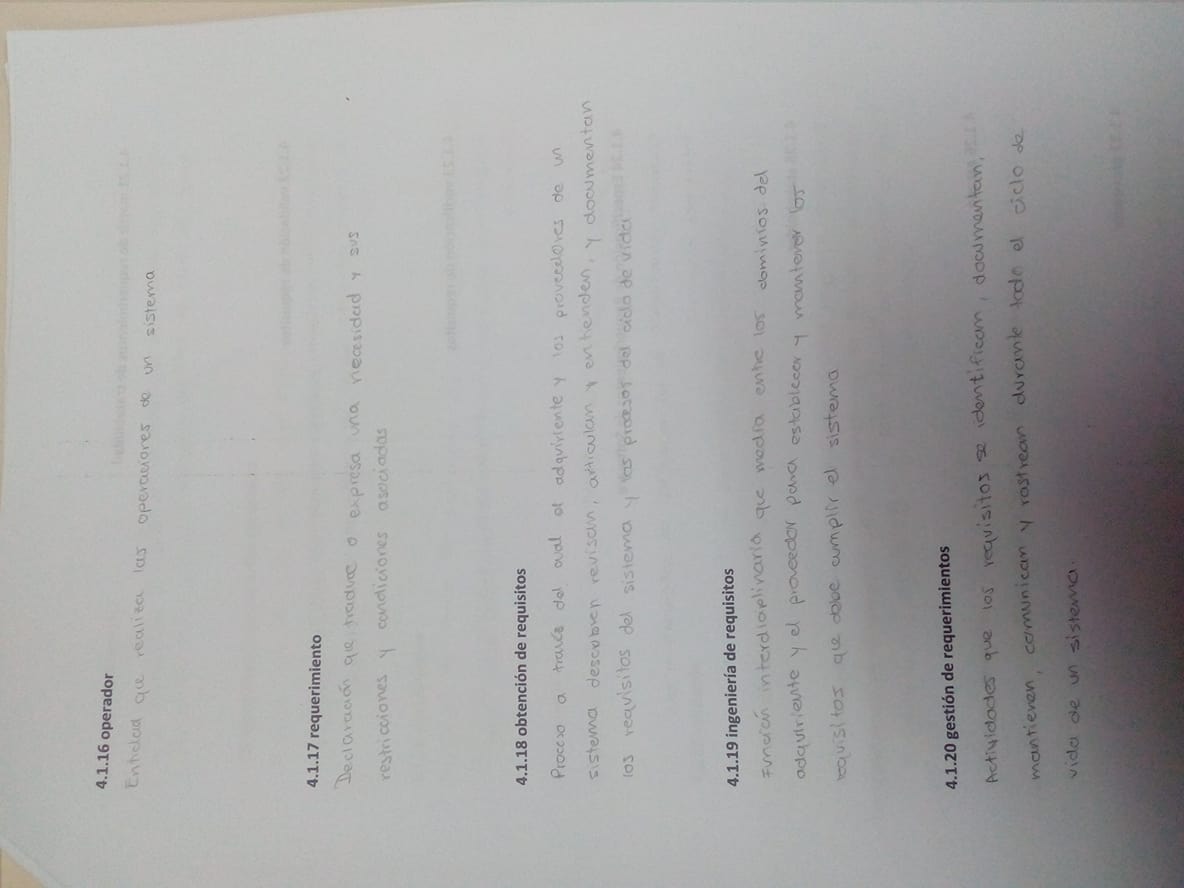 4.1.16 operador
Entidad que realiza las operaciones de un sistema
4.1.17 requerimiento
Declaración que traduce o expresa una necesidad y sus
restricciones y condiciones asociadas
4.1.18 obtención de requisitos
Proceso a través del cual el adquiriente y los proveedores de un
sistema descubren revisan, articulan y entienden, y documentan
los requisitos del sistema y los procesos del ciclo de vida
4.1.19 ingeniería de requisitos
Función interdisiplinaria que media entre los dominios del
adquiriente y el proveedor para establecer y mantener los
requisitos que debe cumplir el sistema
4.1.20 gestión de requerimientos
Actividades que los requisitos se identifican, documentan,
mantienen, comunican y rastrean durante todo el ciclo de
vida de un sistema.